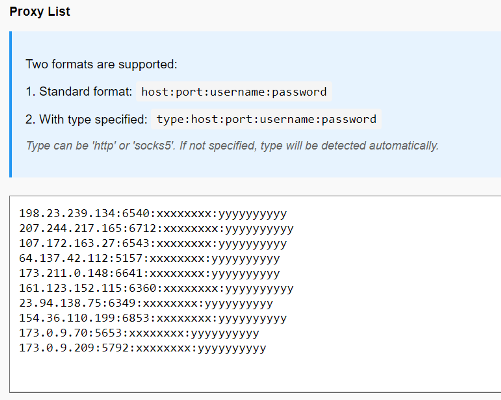 Proxy List
Two formats are supported:
1. Standard format: host:port:username:password
2. With type specified: type:host:port:username:password
Type can be 'http' or 'socks5'. If not specified, type will be detected automatically.
198.23.239.134:6540:xxxxxxxx:yyyyyyyyyy
207.244.217.165:6712:xxxxxxxx:yyyyyyyyyy
107.172.163.27:6543:xxxxxxxx:yyyyyyyyyy
64.137.42.112:5157:xxxxxxxx:yyyyyyyyyy
173.211.0.148:6641:xxxxxxxx:yyyyyyyyyy
161.123.152.115:6360:xxxxxxxx:yyyyyyyyyy
23.94.138.75:6349:xxxxxxxx:yyyyyyyyyy
154.36.110.199:6853:xxxxxxxx:yyyyyyyyyy
173.0.9.70:5653:xxxxxxxx:yyyyyyyyyy
173.0.9.209:5792:xxxxxxxx:yyyyyyyyyy